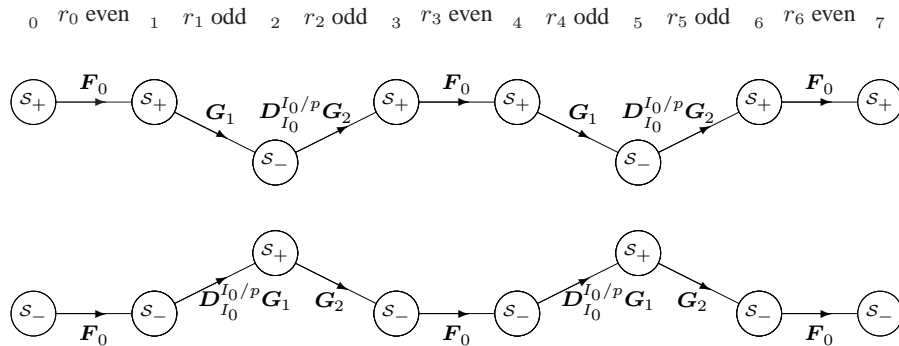 0 r₀ even 1 r₁ odd 2 r₂ odd 3 r₃ even 4 r₄ odd 5 r₅ odd 6 r₆ even 7
S₊ F₀ S₊ G₁ S₋ D_{I₀}^{I₀/p} G₂ S₊ F₀ S₊ G₁ S₋ D_{I₀}^{I₀/p} G₂ S₊ F₀ S₊
S₋ F₀ S₋ D_{I₀}^{I₀/p} G₁ S₊ G₂ S₋ F₀ S₋ D_{I₀}^{I₀/p} G₁ S₊ G₂ S₋ F₀ S₋